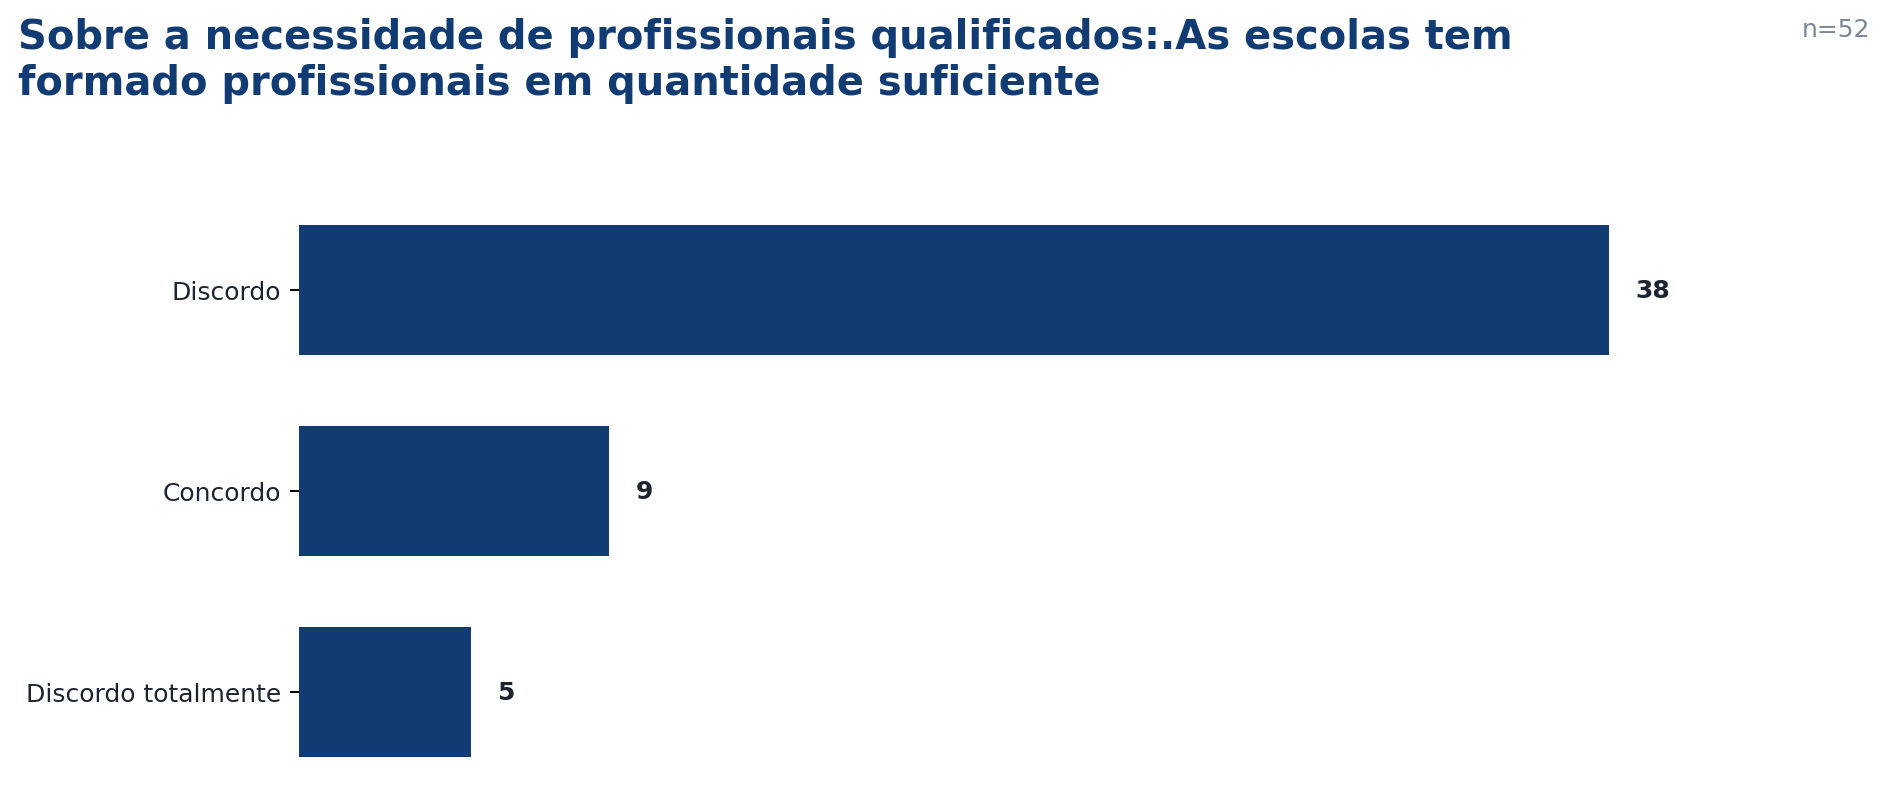 Sobre a necessidade de profissionais qualificados:.As escolas tem
formado profissionais em quantidade suficiente
n=52
Discordo
38
Concordo
9
Discordo totalmente
5